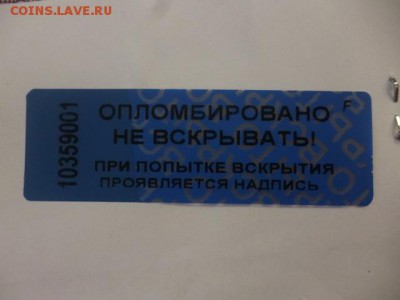 COINS.LAVE.RU
10359001
ОПЛОМБИРОВАНО
НЕ ВСКРЫВАТЬ!
ПРИ ПОПЫТКЕ ВСКРЫТИЯ
ПРОЯВЛЯЕТСЯ НАДПИСЬ
F